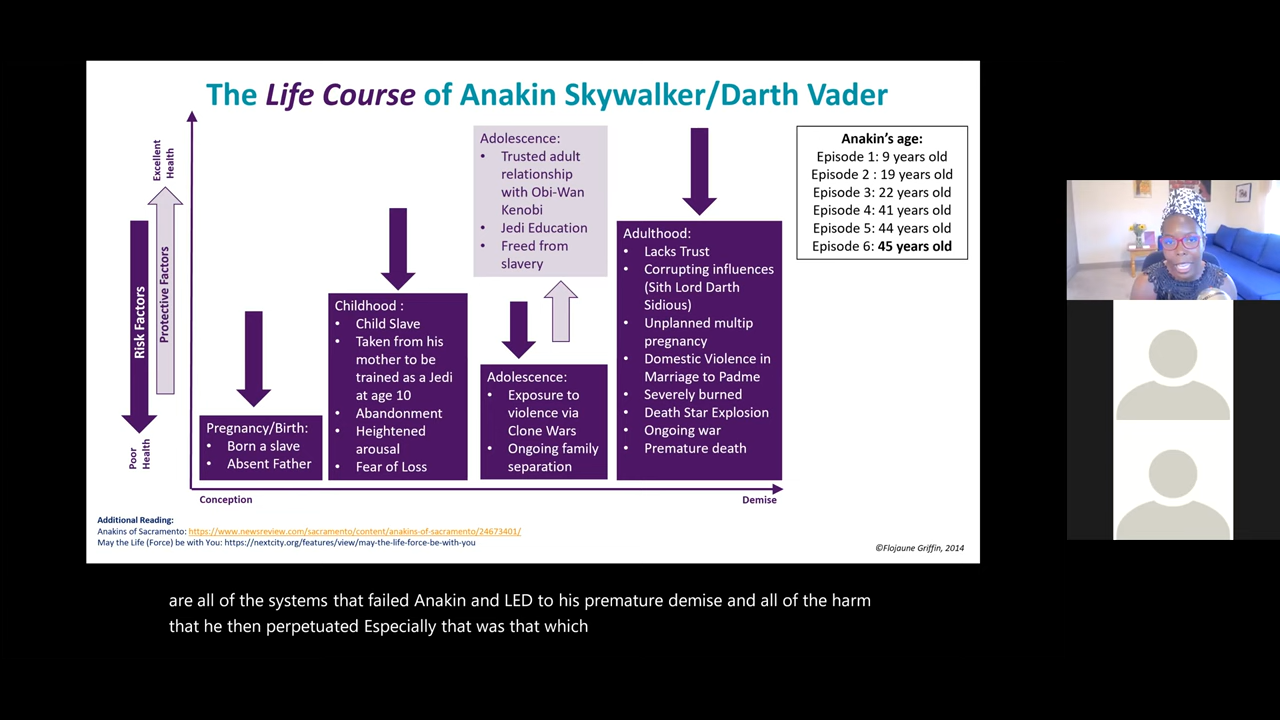 The Life Course of Anakin Skywalker/Darth Vader
Excellent
Health
Risk Factors
Protective Factors
Poor
Health
Pregnancy/Birth:
• Born a slave
• Absent Father
Childhood :
• Child Slave
• Taken from his
mother to be
trained as a Jedi
at age 10
• Abandonment
• Heightened
arousal
• Fear of Loss
Adolescence:
• Trusted adult
relationship
with Obi-Wan
Kenobi
• Jedi Education
• Freed from
slavery
Adolescence:
• Exposure to
violence via
Clone Wars
• Ongoing family
separation
Adulthood:
• Lacks Trust
• Corrupting influences
(Sith Lord Darth
Sidious)
• Unplanned multip
pregnancy
• Domestic Violence in
Marriage to Padme
• Severely burned
• Death Star Explosion
• Ongoing war
• Premature death
Anakin's age:
Episode 1: 9 years old
Episode 2 : 19 years old
Episode 3: 22 years old
Episode 4: 41 years old
Episode 5: 44 years old
Episode 6: 45 years old
Conception
Demise
Additional Reading:
Anakins of Sacramento: https://www.newsreview.com/sacramento/content/anakins-of-sacramento/24673401/
May the Life (Force) be with You: https://nextcity.org/features/view/may-the-life-force-be-with-you
©Flojaune Griffin, 2014
are all of the systems that failed Anakin and LED to his premature demise and all of the harm
that he then perpetuated Especially that was that which